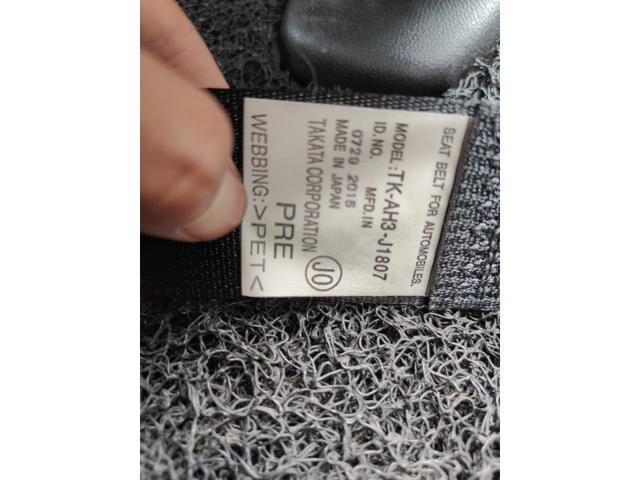 SEAT BELT FOR AUTOMOBILES.
MODEL:TK-AH3-J1807
ID.NO. MFD.IN
0729 2015
MADE IN JAPAN
TAKATA CORPORATION JO
PRE
WEBBING:>PET<